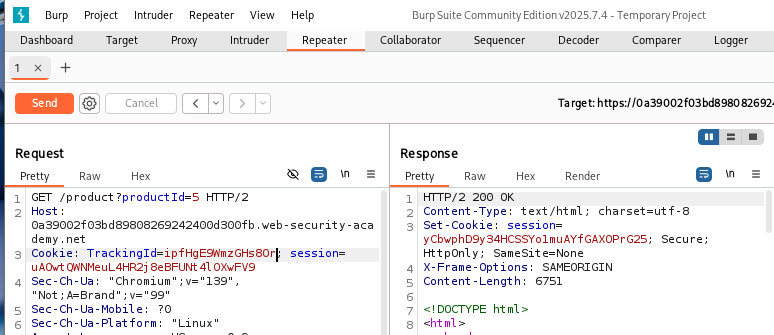 Burp Project Intruder Repeater View Help Burp Suite Community Edition v2025.7.4 - Temporary Project
Dashboard Target Proxy Intruder Repeater Collaborator Sequencer Decoder Comparer Logger
1 × +
Send Cancel < > Target: https://0a39002f03bd8980826924
Request
Pretty Raw Hex \n
1 GET /product?productId=5 HTTP/2
2 Host:
0a39002f03bd89808269242400d300fb.web-security-aca
demy.net
3 Cookie: TrackingId=ipfHgE9WmzGHs8Or; session=
uAOwtQWNMeuL4HR2j8eBFUNt4lOXwFV9
4 Sec-Ch-Ua: "Chromium";v="139",
"Not;A=Brand";v="99"
5 Sec-Ch-Ua-Mobile: ?0
6 Sec-Ch-Ua-Platform: "Linux"
Response
Pretty Raw Hex Render \n
1 HTTP/2 200 OK
2 Content-Type: text/html; charset=utf-8
3 Set-Cookie: session=
yCbwphD9y34HCSSYo1muAYfGAXOPrG25; Secure;
HttpOnly; SameSite=None
4 X-Frame-Options: SAMEORIGIN
5 Content-Length: 6751
6
7 <!DOCTYPE html>
8 <html>